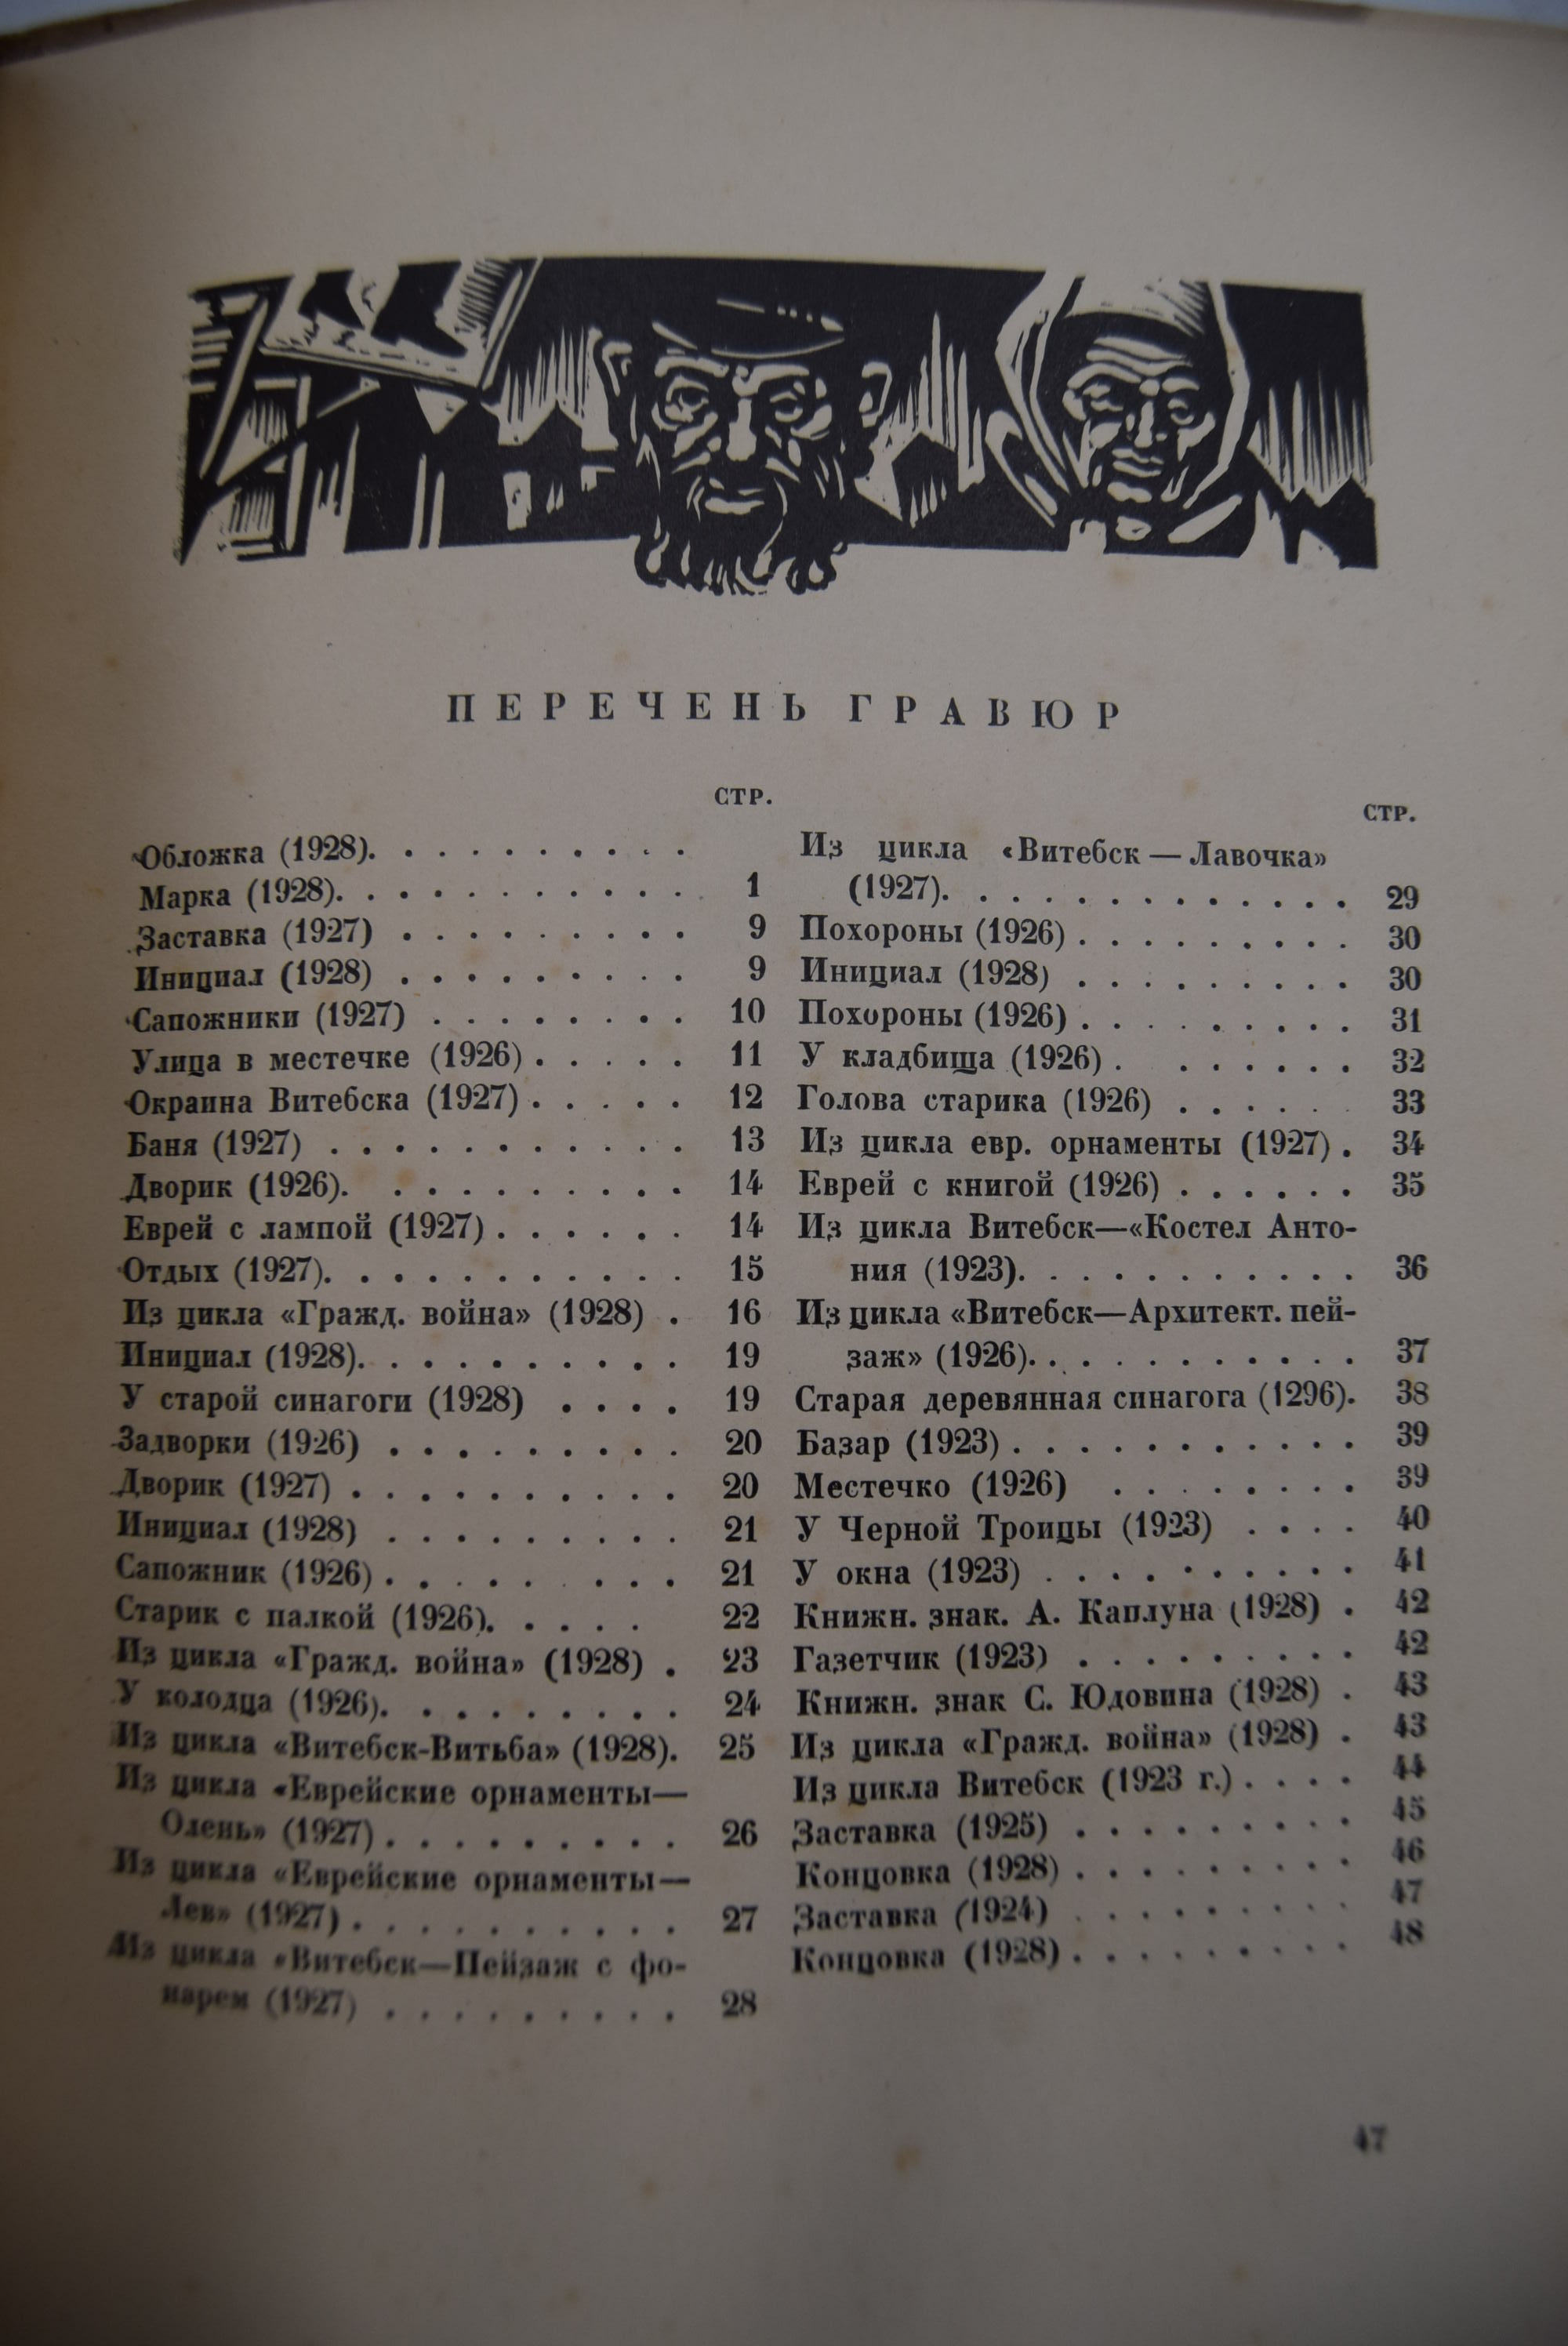 ПЕРЕЧЕНЬ ГРАВЮР
СТР.
Обложка (1928). . . . . . . . . .
Марка (1928). . . . . . . . . . . 1
Заставка (1927) . . . . . . . . . 9
Инициал (1928) . . . . . . . . . 9
Сапожники (1927) . . . . . . . . 10
Улица в местечке (1926) . . . . . 11
Окраина Витебска (1927) . . . . . 12
Баня (1927) . . . . . . . . . . . 13
Дворик (1926). . . . . . . . . . 14
Еврей с лампой (1927) . . . . . . 14
Отдых (1927). . . . . . . . . . . 15
Из цикла «Гражд. война» (1928) . 16
Инициал (1928). . . . . . . . . . 19
У старой синагоги (1928) . . . . 19
Задворки (1926) . . . . . . . . . 20
Дворик (1927) . . . . . . . . . . 20
Инициал (1928) . . . . . . . . . 21
Сапожник (1926) . . . . . . . . 21
Старик с палкой (1926). . . . . 22
Из цикла «Гражд. война» (1928) . 23
У колодца (1926). . . . . . . . . 24
Из цикла «Витебск-Витьба» (1928). 25
Из цикла «Еврейские орнаменты—
Олень» (1927) . . . . . . . . . 26
Из цикла «Еврейские орнаменты—
Лев» (1927) . . . . . . . . . . 27
Из цикла «Витебск—Пейзаж с фо-
нарем (1927) . . . . . . . . . 28
СТР.
Из цикла «Витебск — Лавочка»
(1927). . . . . . . . . . . . . 29
Похороны (1926) . . . . . . . . . 30
Инициал (1928) . . . . . . . . . 30
Похороны (1926) . . . . . . . . . 31
У кладбища (1926) . . . . . . . 32
Голова старика (1926) . . . . . . 33
Из цикла евр. орнаменты (1927) . 34
Еврей с книгой (1926) . . . . . . 35
Из цикла Витебск—«Костел Анто-
ния (1923). . . . . . . . . . . 36
Из цикла «Витебск—Архитект. пей-
заж» (1926). . . . . . . . . . . 37
Старая деревянная синагога (1296). 38
Базар (1923) . . . . . . . . . . . 39
Местечко (1926) . . . . . . . . 39
У Черной Троицы (1923) . . . . 40
У окна (1923) . . . . . . . . . . 41
Книжн. знак. А. Каплуна (1928) . 42
Газетчик (1923) . . . . . . . . . 42
Книжн. знак С. Юдовина (1928) . 43
Из цикла «Гражд. война» (1928) . 43
Из цикла Витебск (1923 г.) . . . . 44
Заставка (1925) . . . . . . . . . 45
Концовка (1928) . . . . . . . . . 46
Заставка (1924) . . . . . . . . . 47
Концовка (1928) . . . . . . . . . 48
47